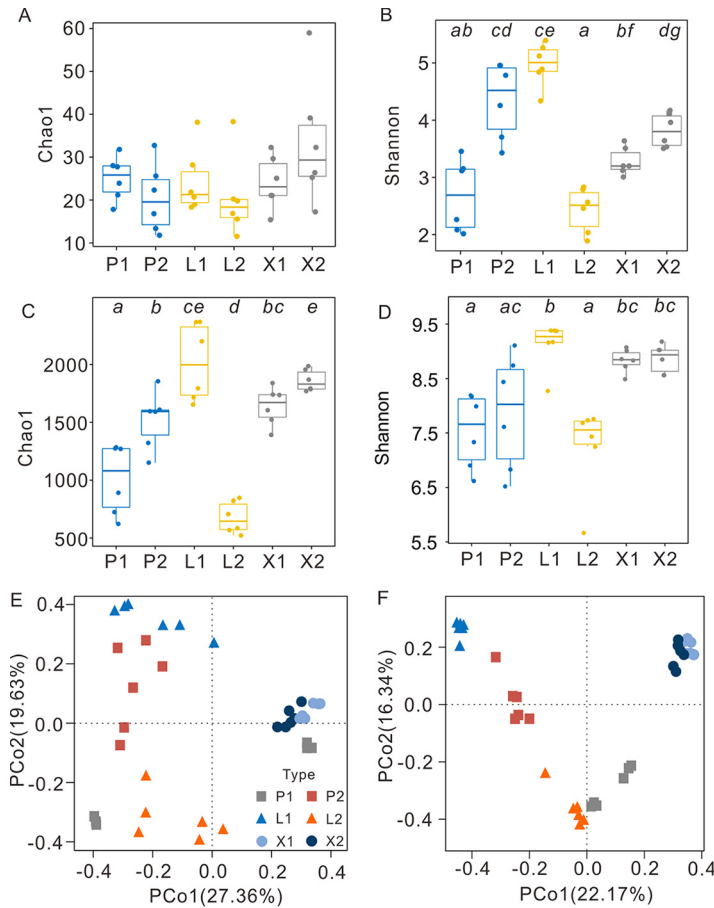 A
60
50
40
30
20
10
Chao1
P1 P2 L1 L2 X1 X2
B
ab cd ce a bf dg
5
4
3
2
Shannon
P1 P2 L1 L2 X1 X2
C
a b ce d bc e
2000
1500
1000
500
Chao1
P1 P2 L1 L2 X1 X2
D
a ac b a bc bc
9.5
8.5
7.5
6.5
5.5
Shannon
P1 P2 L1 L2 X1 X2
E
0.4
0.2
0.0
-0.2
-0.4
PCo2(19.63%)
Type
P1 P2
L1 L2
X1 X2
-0.4 -0.2 0.0 0.2 0.4
PCo1(27.36%)
F
0.2
0.0
-0.2
-0.4
PCo2(16.34%)
-0.4 -0.2 0.0 0.2 0.4
PCo1(22.17%)